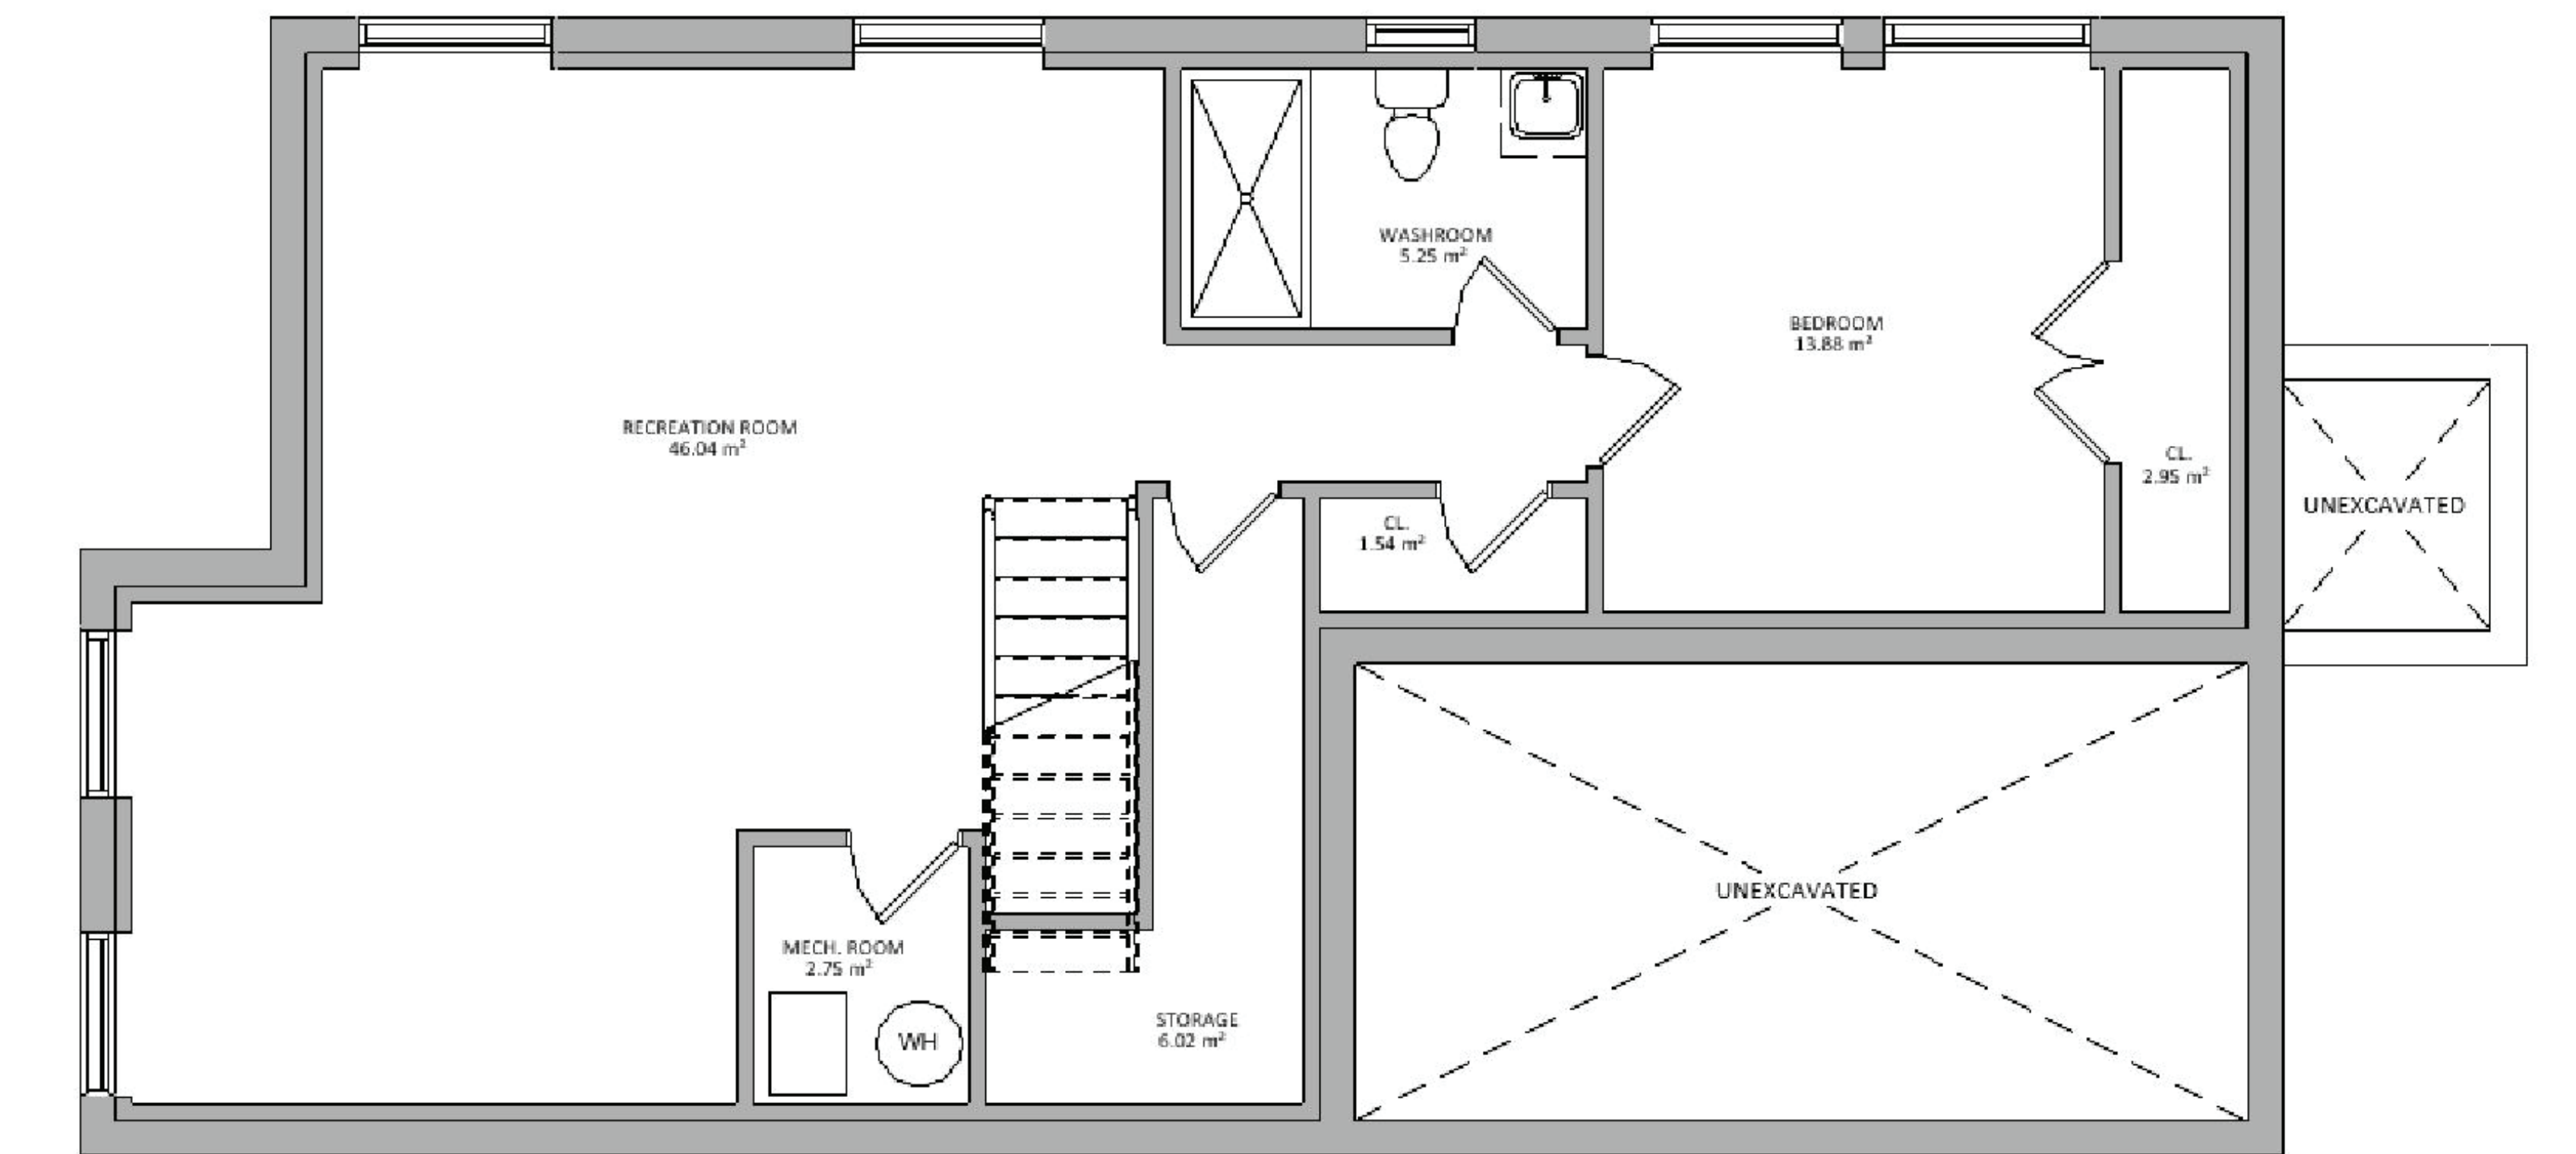 WASHROOM
5.25 m²
BEDROOM
13.88 m²
RECREATION ROOM
46.04 m²
CL.
2.95 m²
UNEXCAVATED
CL.
1.54 m²
UNEXCAVATED
MECH. ROOM
2.75 m²
WH
STORAGE
6.02 m²